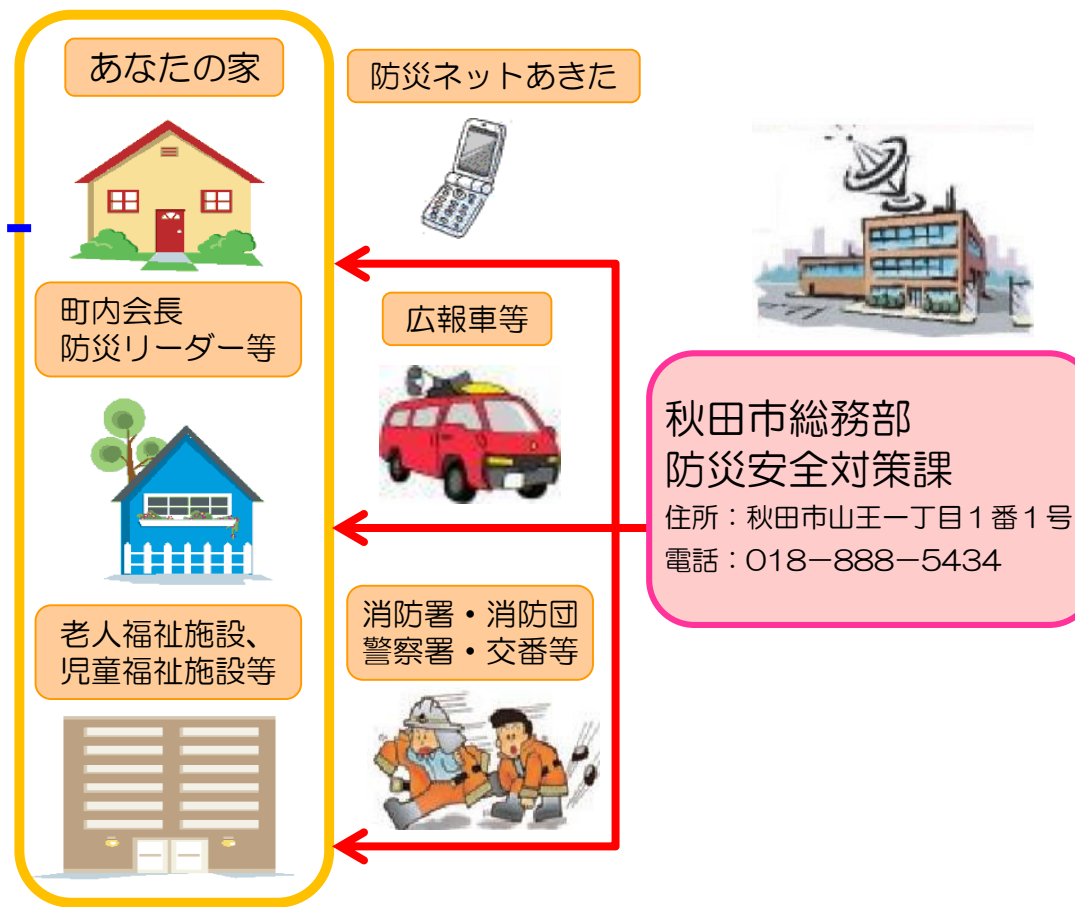 あなたの家
町内会長
防災リーダー等
老人福祉施設、
児童福祉施設等
防災ネットあきた
広報車等
消防署・消防団
警察署・交番等
秋田市総務部
防災安全対策課
住所：秋田市山王一丁目１番１号
電話：018－888－5434